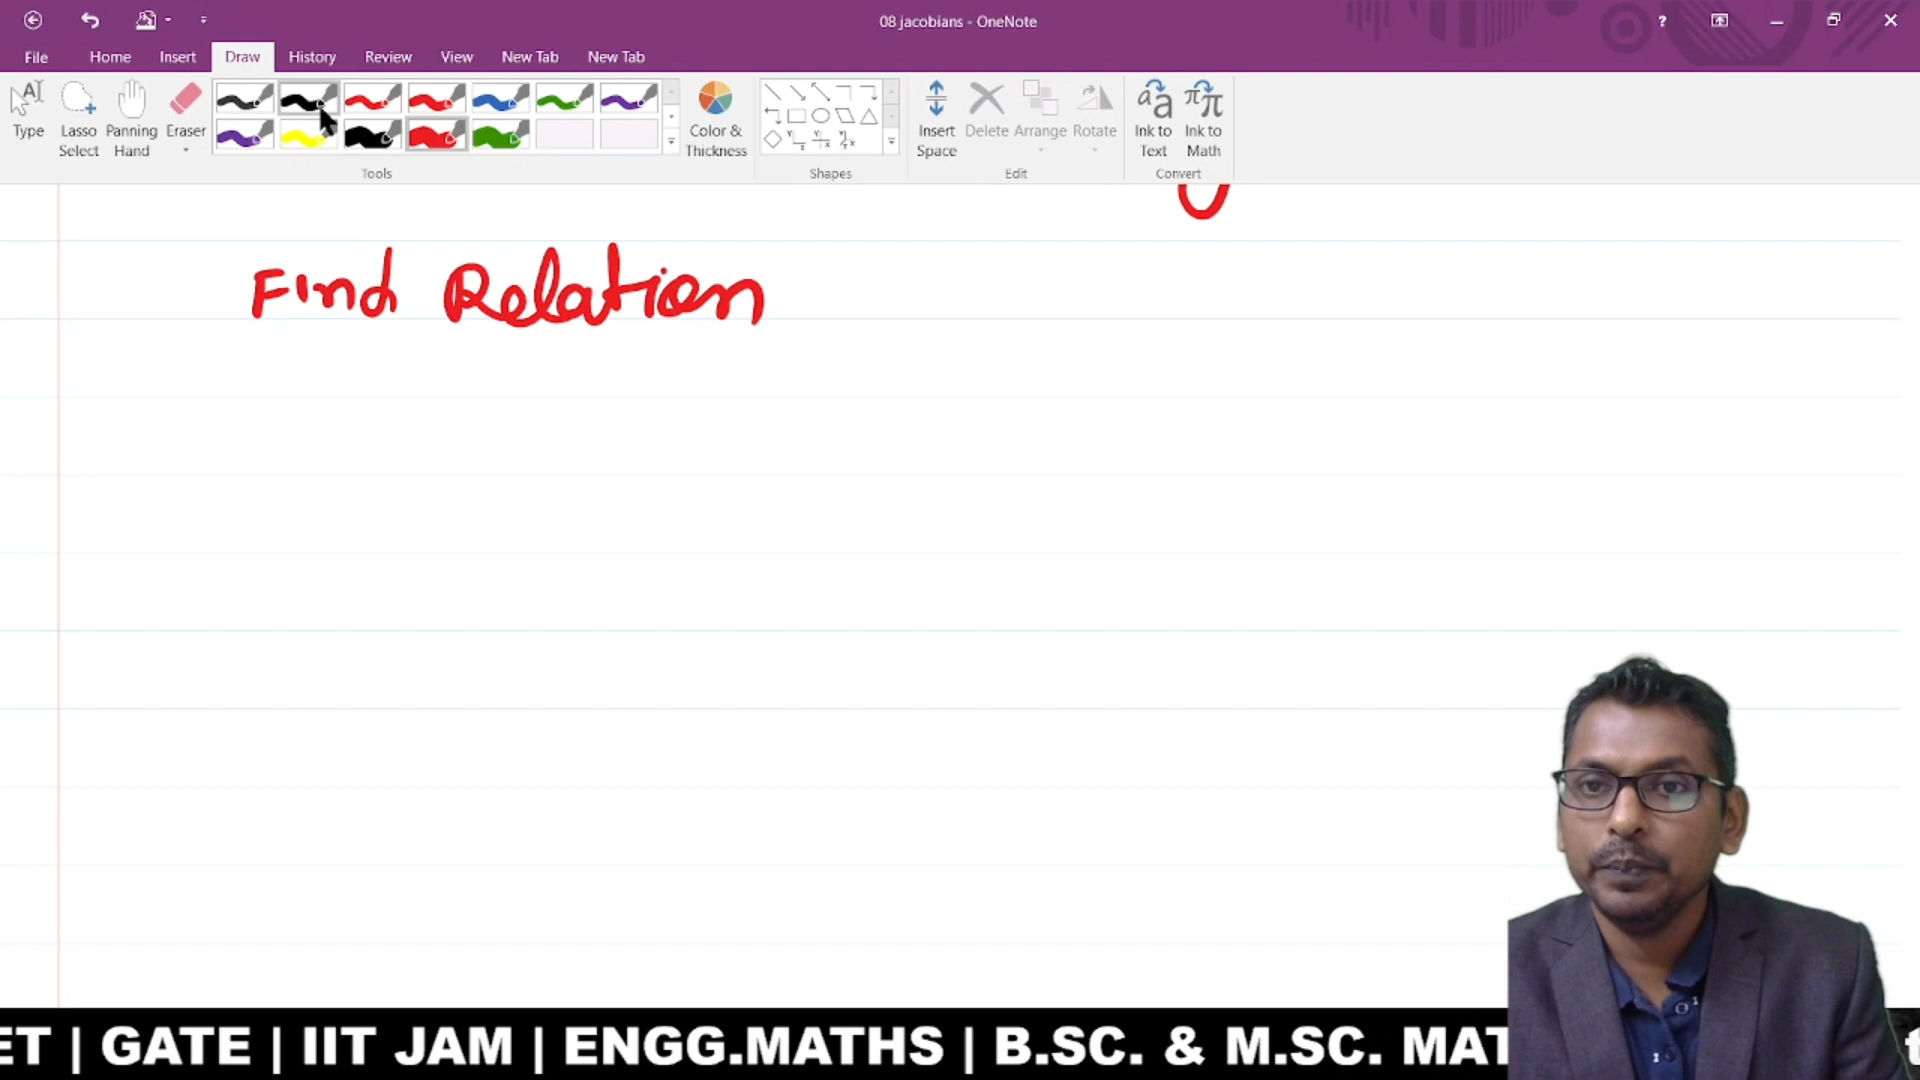 08 jacobians - OneNote
?
File Home Insert Draw History Review View New Tab New Tab
Type
Lasso Select
Panning Hand
Eraser
Color & Thickness
Insert Space
Delete
Arrange
Rotate
Ink to Text
Ink to Math
Tools
Shapes
Edit
Convert
Find Relation
ET | GATE | IIT JAM | ENGG.MATHS | B.SC. & M.SC. MAT